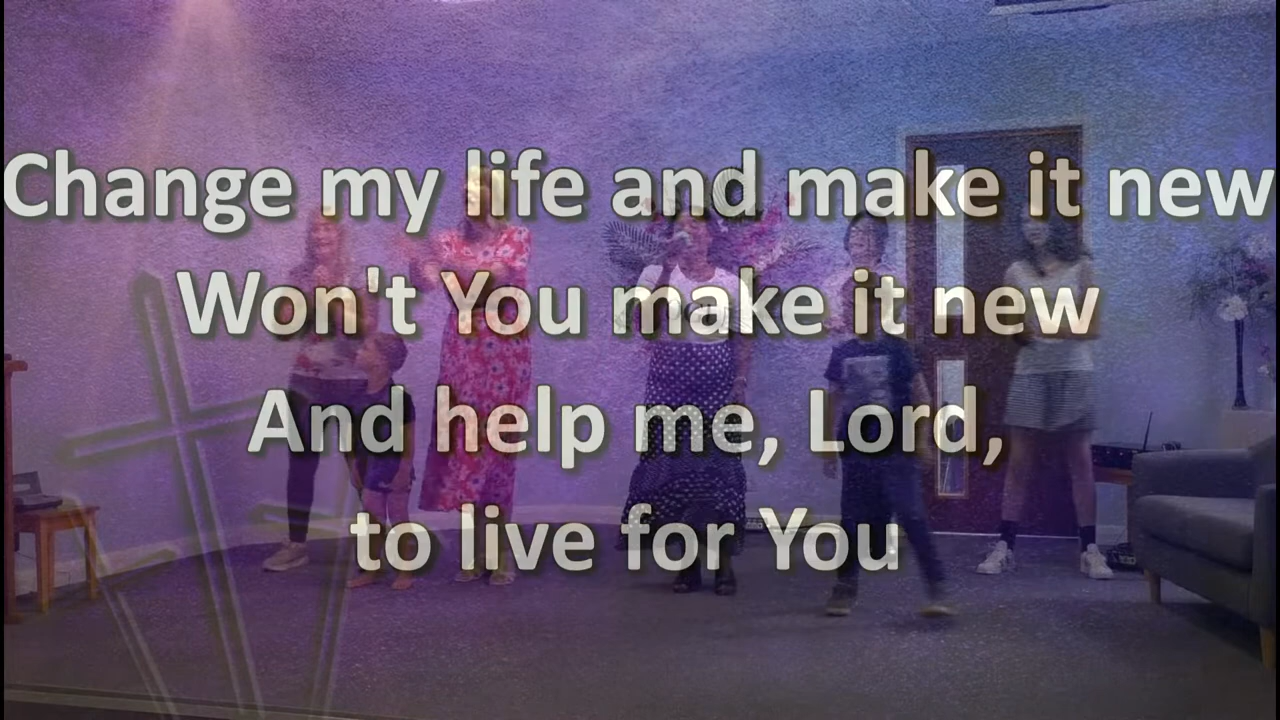 Change my life and make it new
Won't You make it new
And help me, Lord,
to live for You